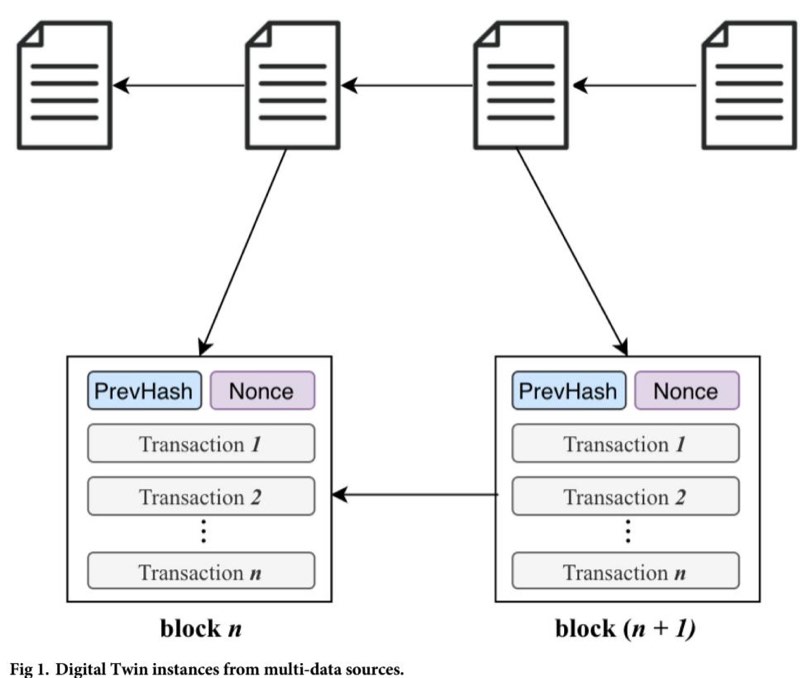 PrevHash Nonce
Transaction 1
Transaction 2
Transaction n
block n
PrevHash Nonce
Transaction 1
Transaction 2
Transaction n
block (n + 1)
Fig 1. Digital Twin instances from multi-data sources.